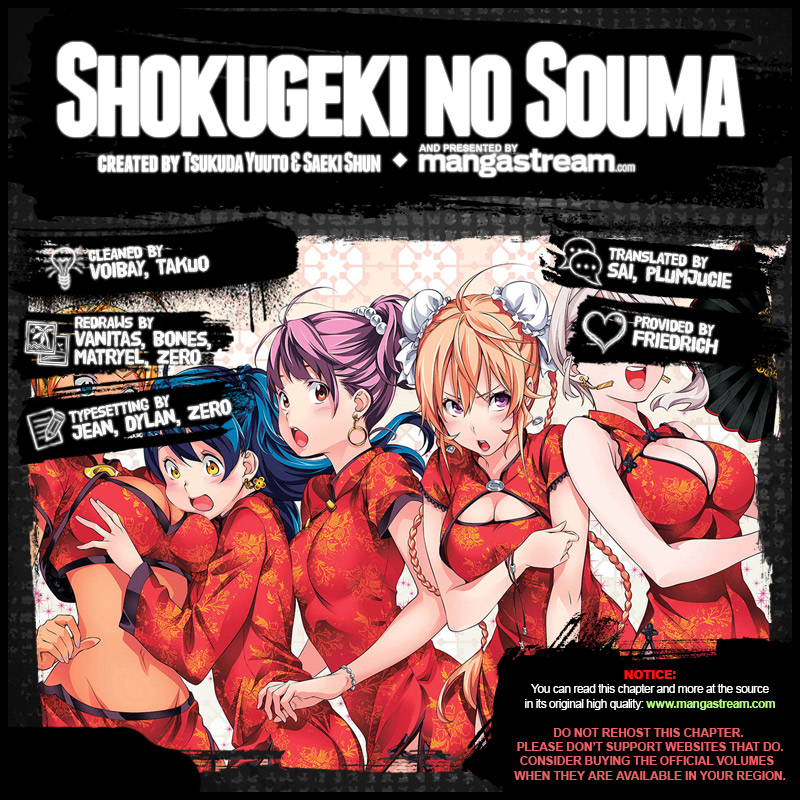 SHOKUGEKI NO SOUMA
CREATED BY TSUKUDA YUUTO & SAEKI SHUN ◆ AND PRESENTED BY mangastream.com
CLEANED BY
VOIBAY, TAKUO
REDRAWS BY
VANITAS, BONES,
MATRYEL, ZERO
TYPESETTING BY
JEAN, DYLAN, ZERO
TRANSLATED BY
SAI, PLUMJUCIE
PROVIDED BY
FRIEDRICH
NOTICE:
You can read this chapter and more at the source
in its original high quality: www.mangastream.com
DO NOT REHOST THIS CHAPTER.
PLEASE DON'T SUPPORT WEBSITES THAT DO.
CONSIDER BUYING THE OFFICIAL VOLUMES
WHEN THEY ARE AVAILABLE IN YOUR REGION.